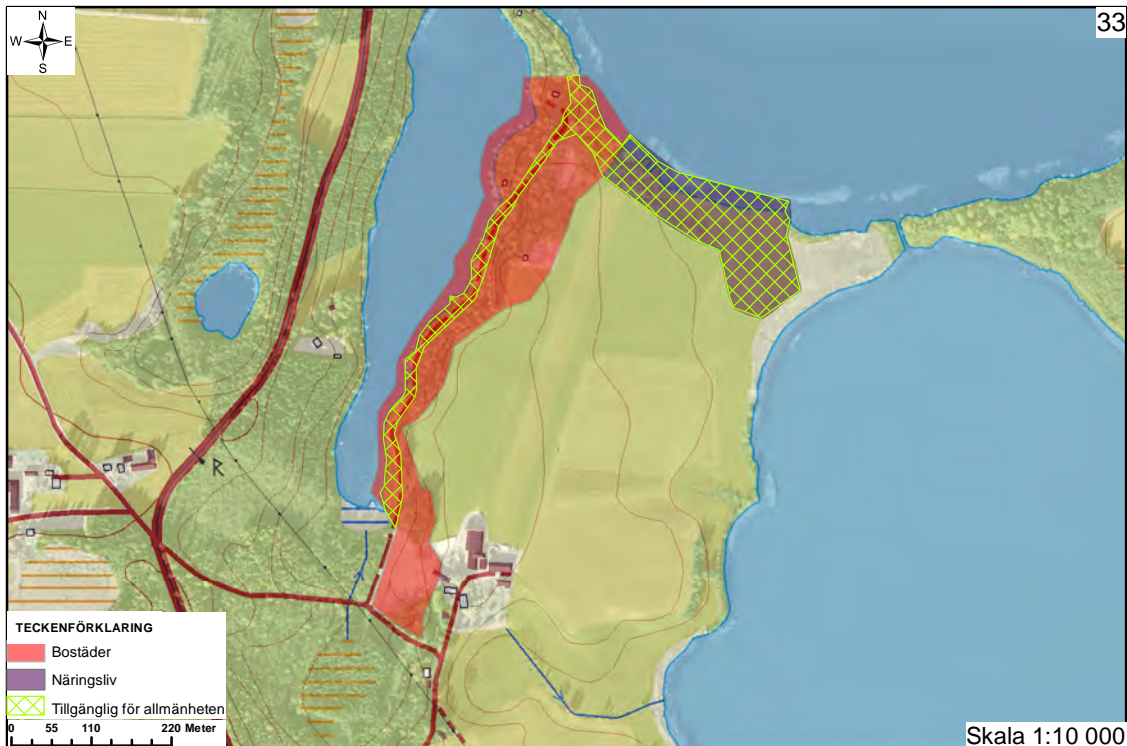 N
W E
S
33
R
TECKENFÖRKLARING
Bostäder
Näringsliv
Tillgänglig för allmänheten
0 55 110 220 Meter
Skala 1:10 000